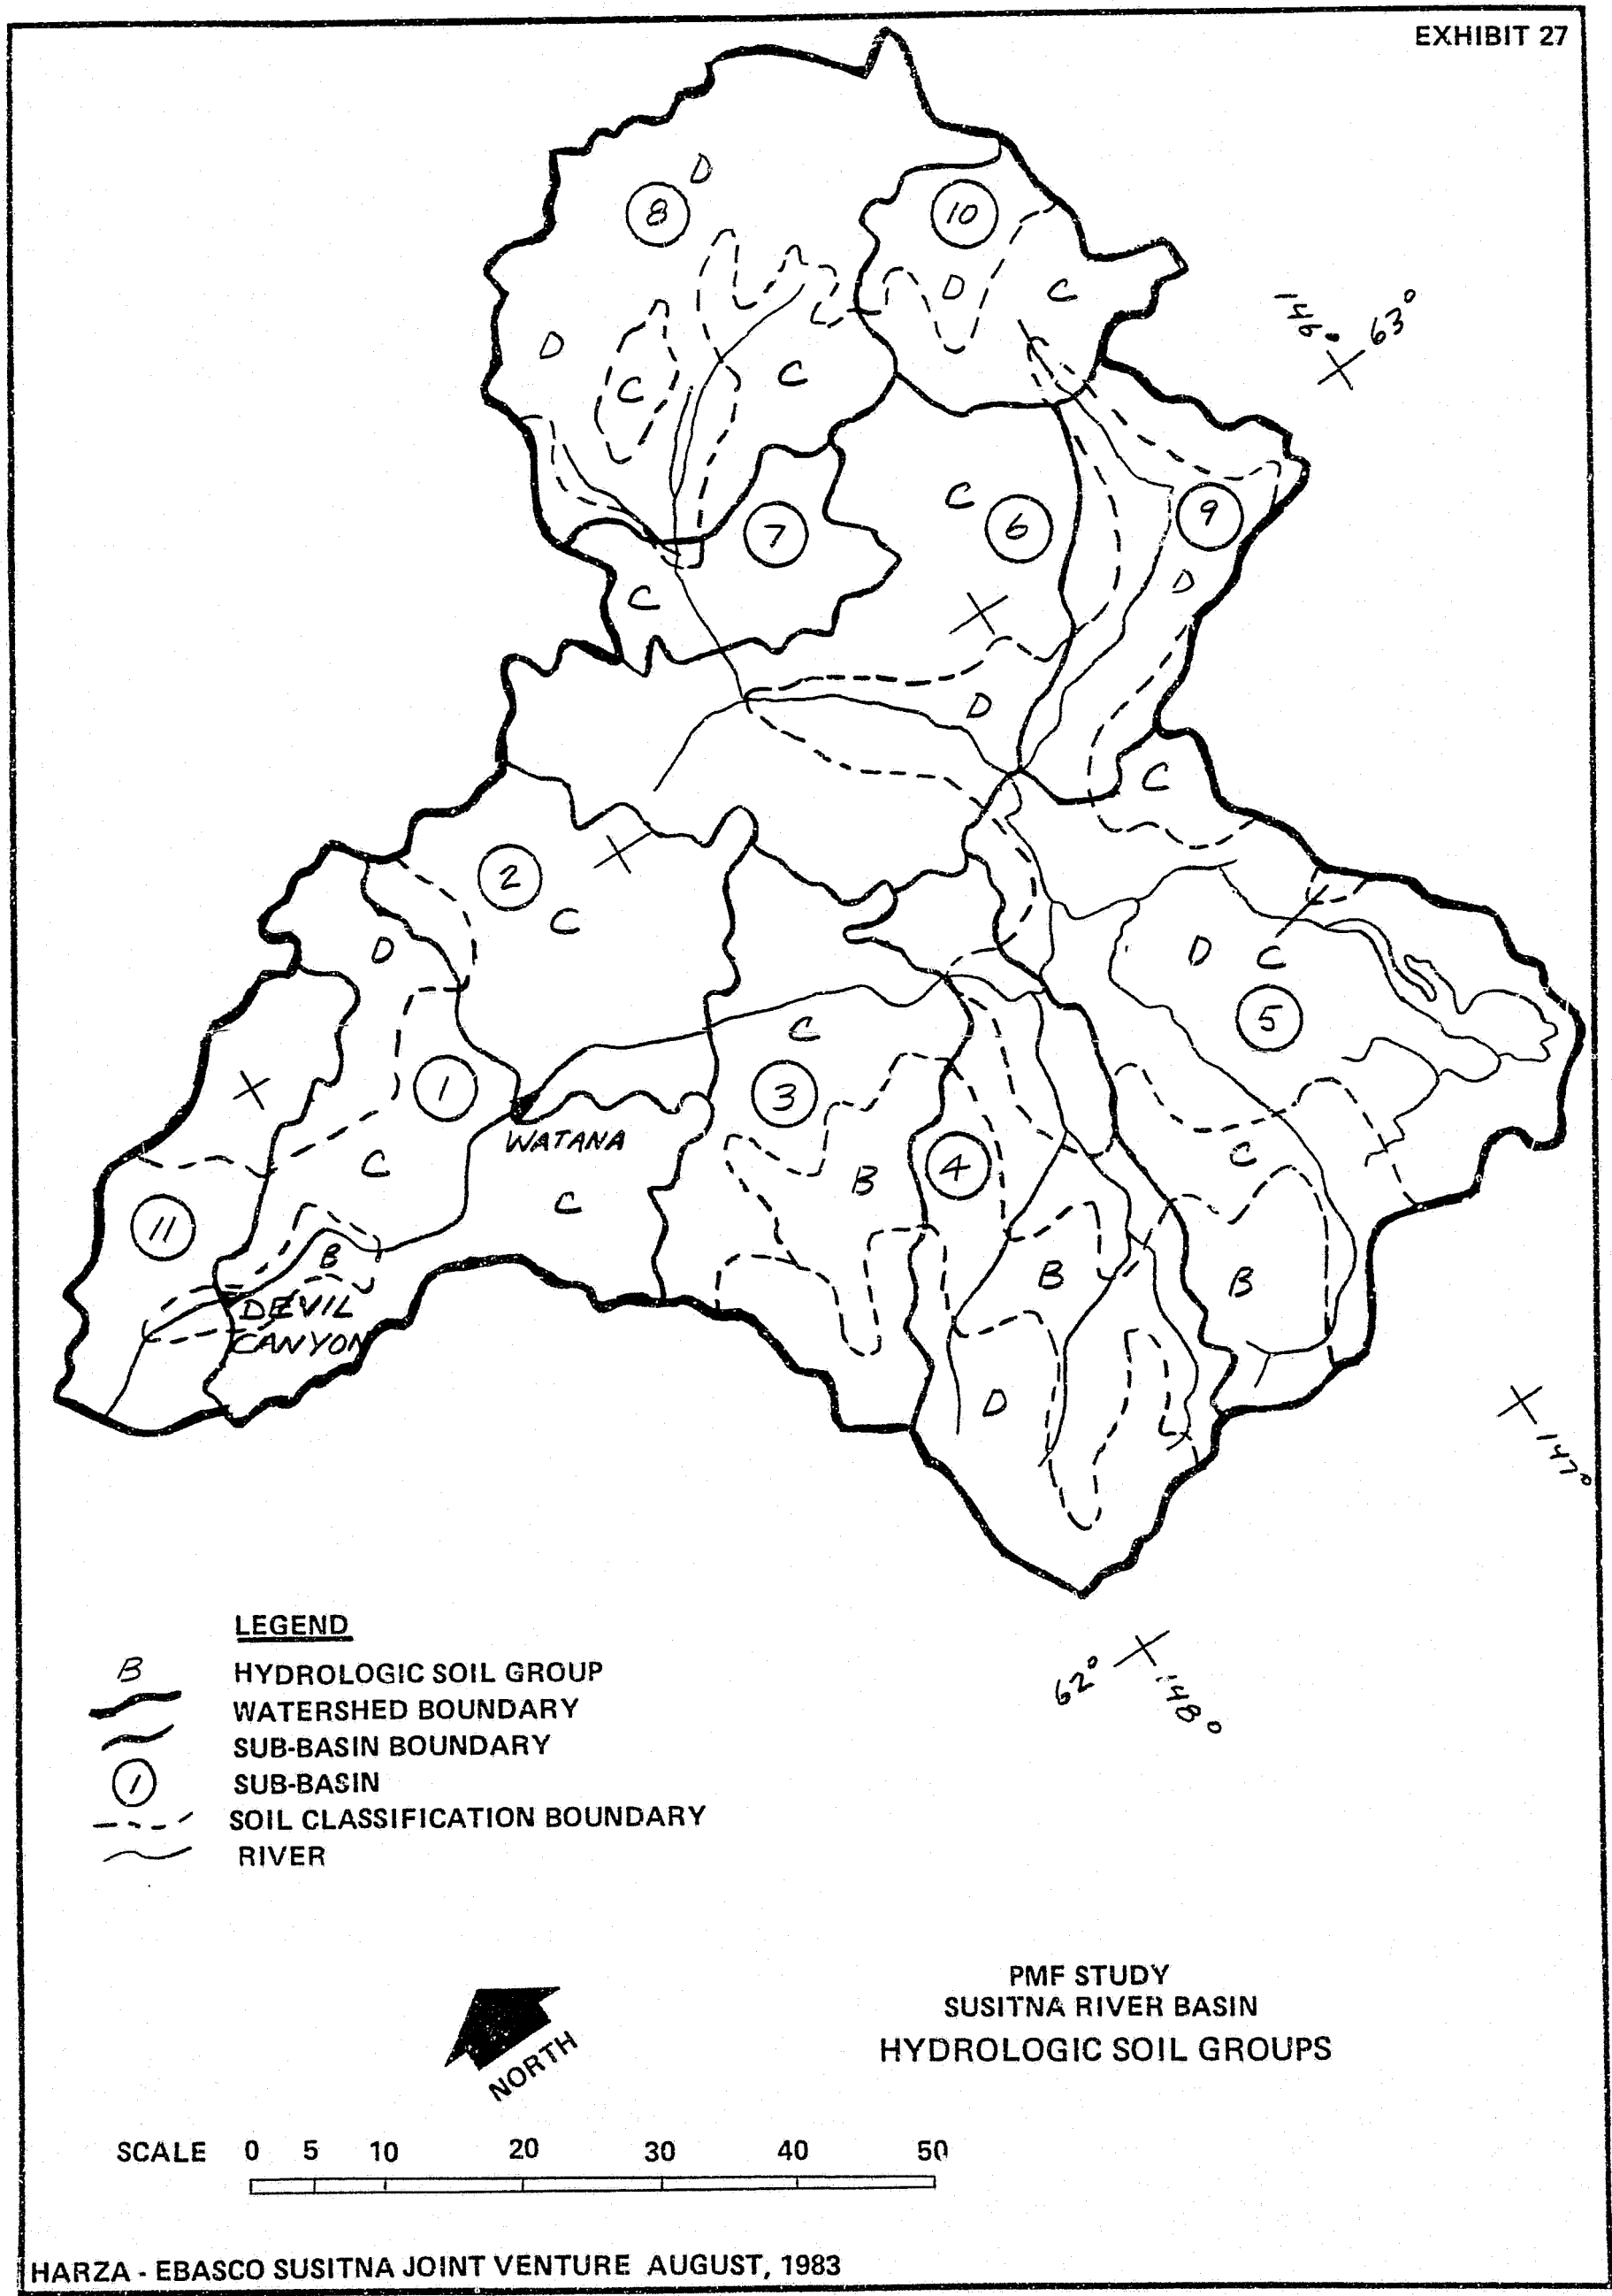 EXHIBIT 27
D
8
10
D
C
146° 63°
D
C
C
C
6
7
9
D
C
D
C
2
C
D
D
C
5
C
1
3
WATANA
C
4
C
B
C
11
B
B
B
DEVIL
CANYON
D
147°
62°
148°
LEGEND
B HYDROLOGIC SOIL GROUP
WATERSHED BOUNDARY
SUB-BASIN BOUNDARY
1 SUB-BASIN
SOIL CLASSIFICATION BOUNDARY
RIVER
PMF STUDY
SUSITNA RIVER BASIN
HYDROLOGIC SOIL GROUPS
NORTH
SCALE 0 5 10 20 30 40 50
HARZA - EBASCO SUSITNA JOINT VENTURE AUGUST, 1983